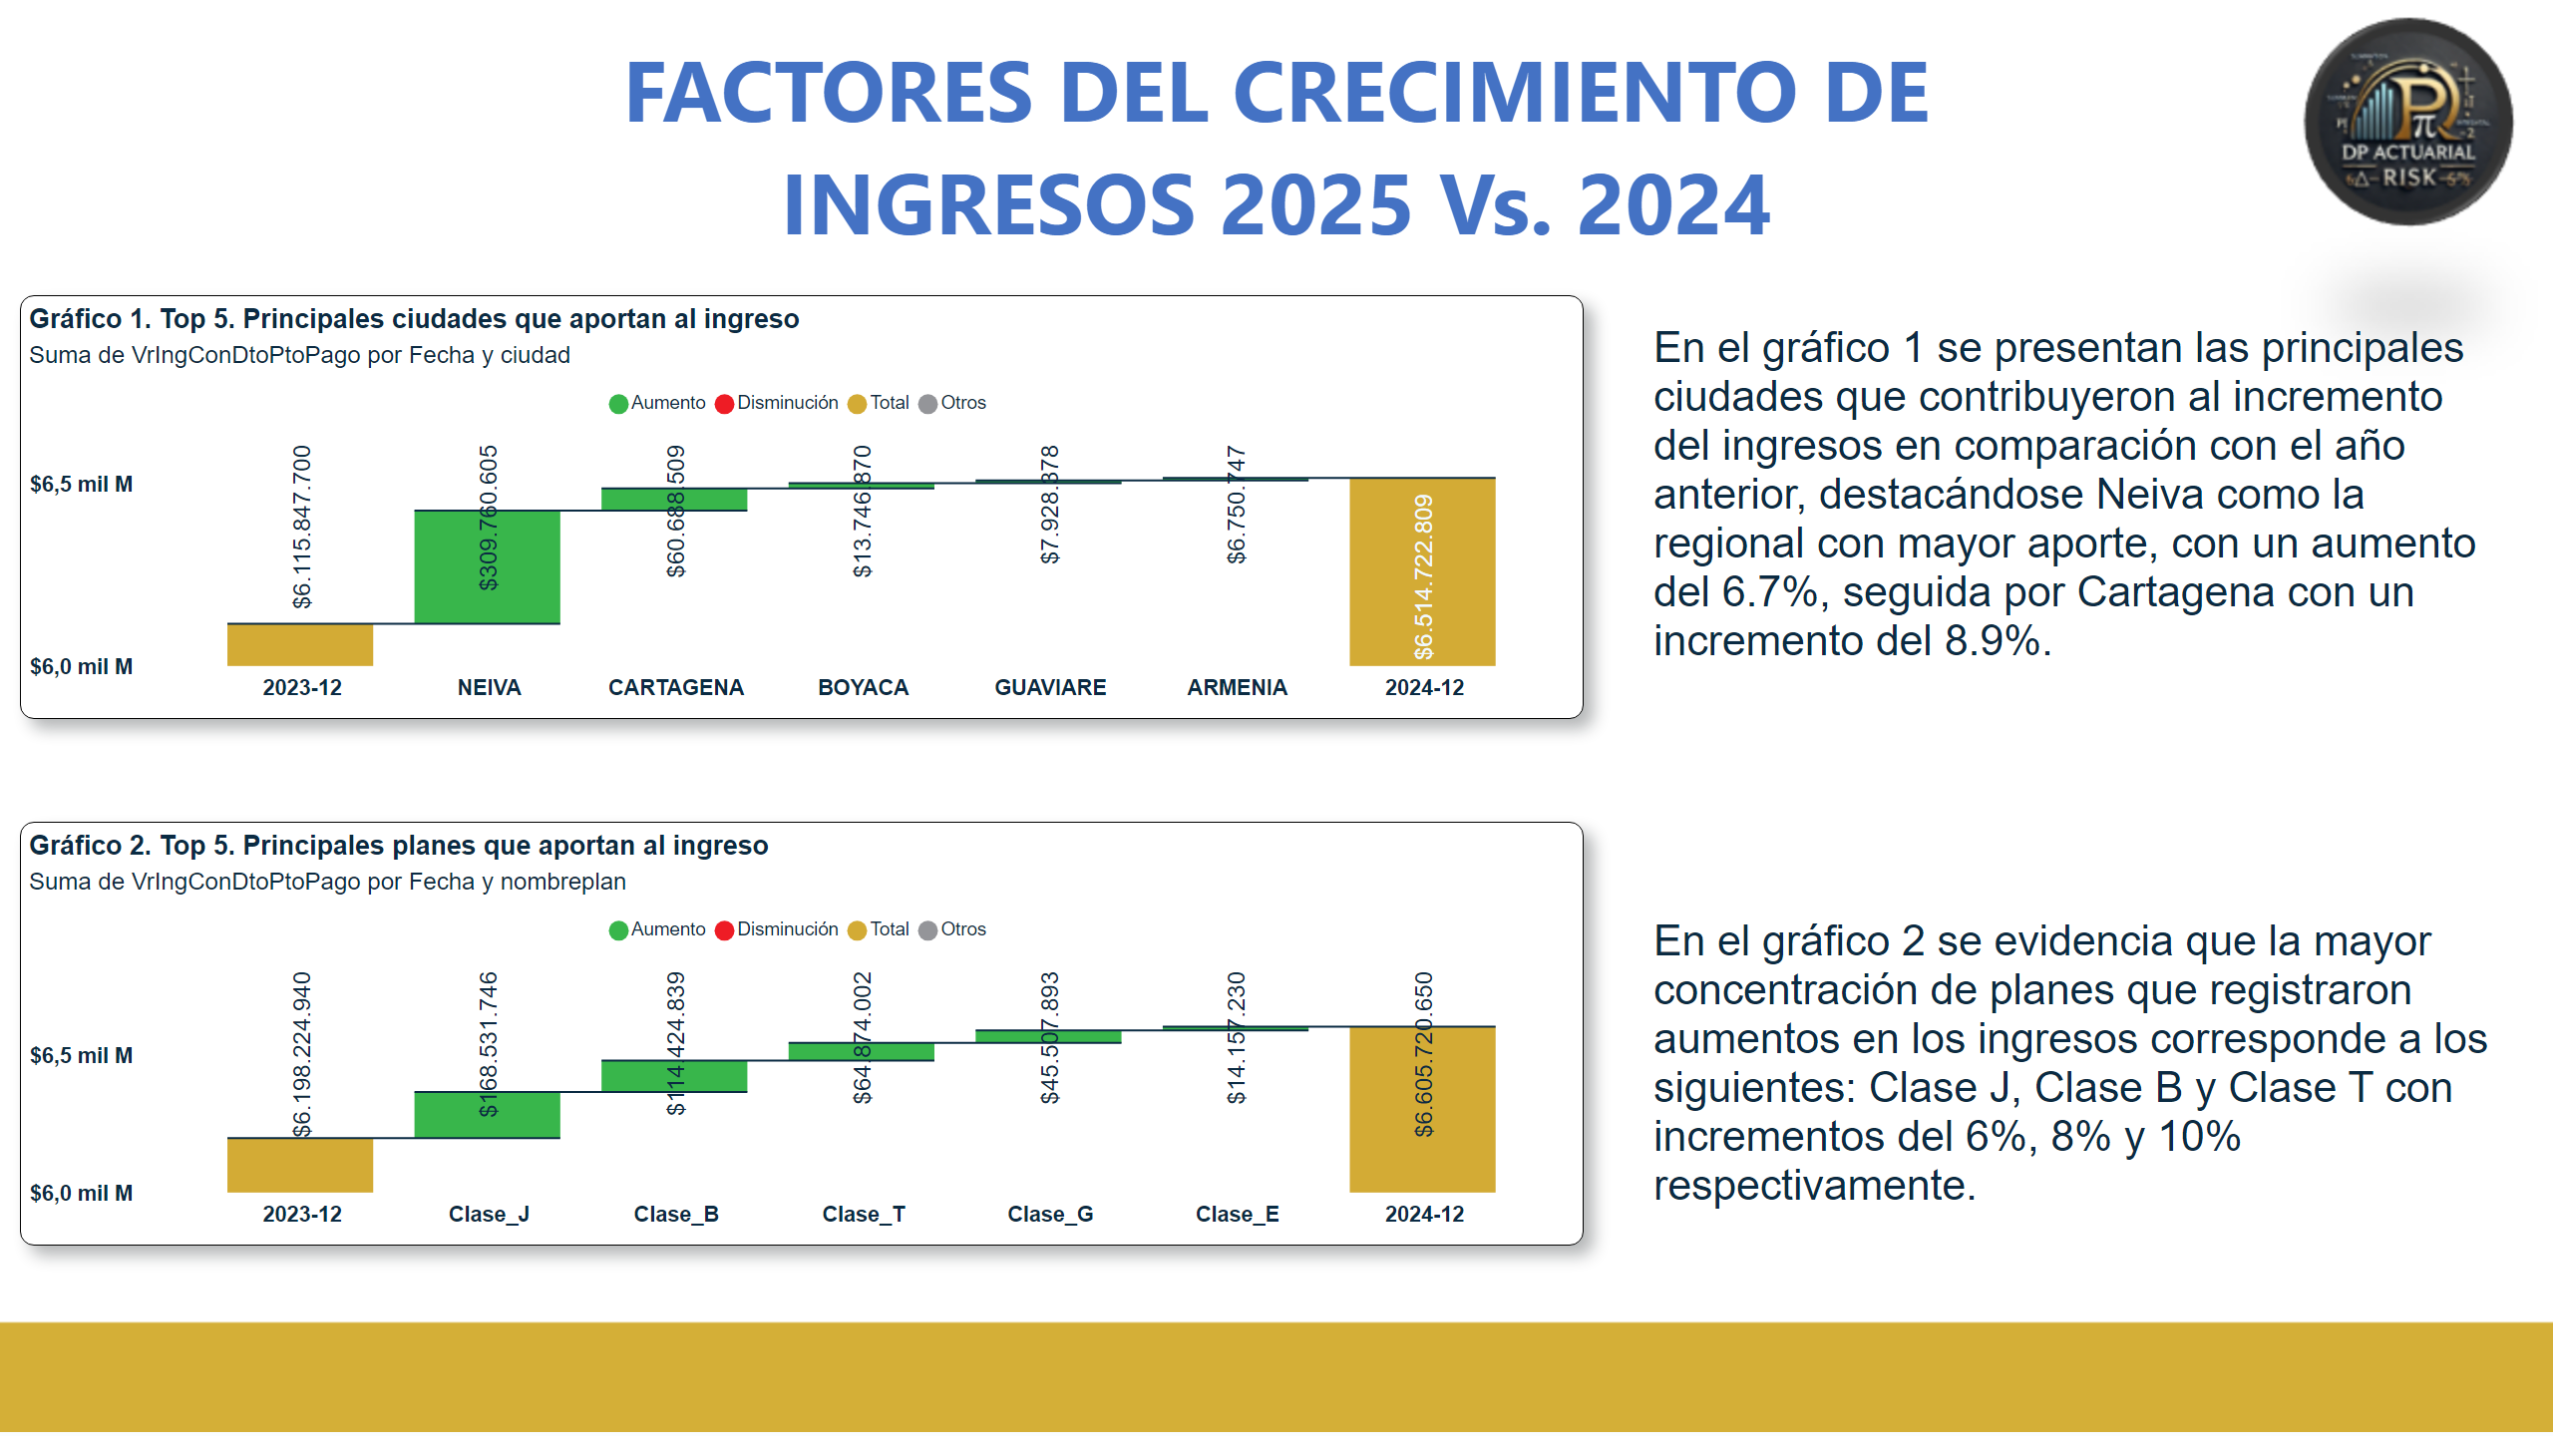 FACTORES DEL CRECIMIENTO DE
INGRESOS 2025 Vs. 2024
DP ACTUARIAL
RISK
Gráfico 1. Top 5. Principales ciudades que aportan al ingreso
Suma de VrIngConDtoPtoPago por Fecha y ciudad
Aumento Disminución Total Otros
$6,5 mil M
$6,0 mil M
$6.115.847.700
$309.760.605
$60.688.509
$13.746.870
$7.928.378
$6.750.747
$6.514.722.809
2023-12 NEIVA CARTAGENA BOYACA GUAVIARE ARMENIA 2024-12
En el gráfico 1 se presentan las principales
ciudades que contribuyeron al incremento
del ingresos en comparación con el año
anterior, destacándose Neiva como la
regional con mayor aporte, con un aumento
del 6.7%, seguida por Cartagena con un
incremento del 8.9%.
Gráfico 2. Top 5. Principales planes que aportan al ingreso
Suma de VrIngConDtoPtoPago por Fecha y nombreplan
Aumento Disminución Total Otros
$6,5 mil M
$6,0 mil M
$6.198.224.940
$168.531.746
$114.424.839
$64.874.002
$45.507.893
$14.157.230
$6.605.720.650
2023-12 Clase_J Clase_B Clase_T Clase_G Clase_E 2024-12
En el gráfico 2 se evidencia que la mayor
concentración de planes que registraron
aumentos en los ingresos corresponde a los
siguientes: Clase J, Clase B y Clase T con
incrementos del 6%, 8% y 10%
respectivamente.